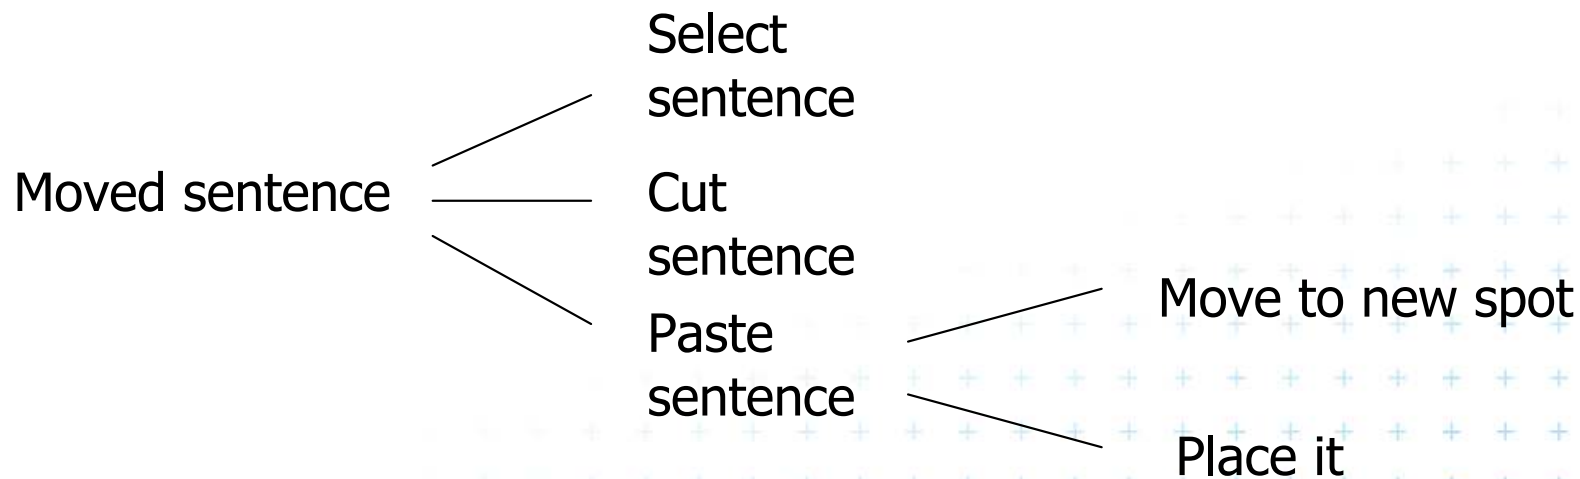 Select
sentence
Moved sentence
Cut
sentence
Paste
sentence
Move to new spot
Place it